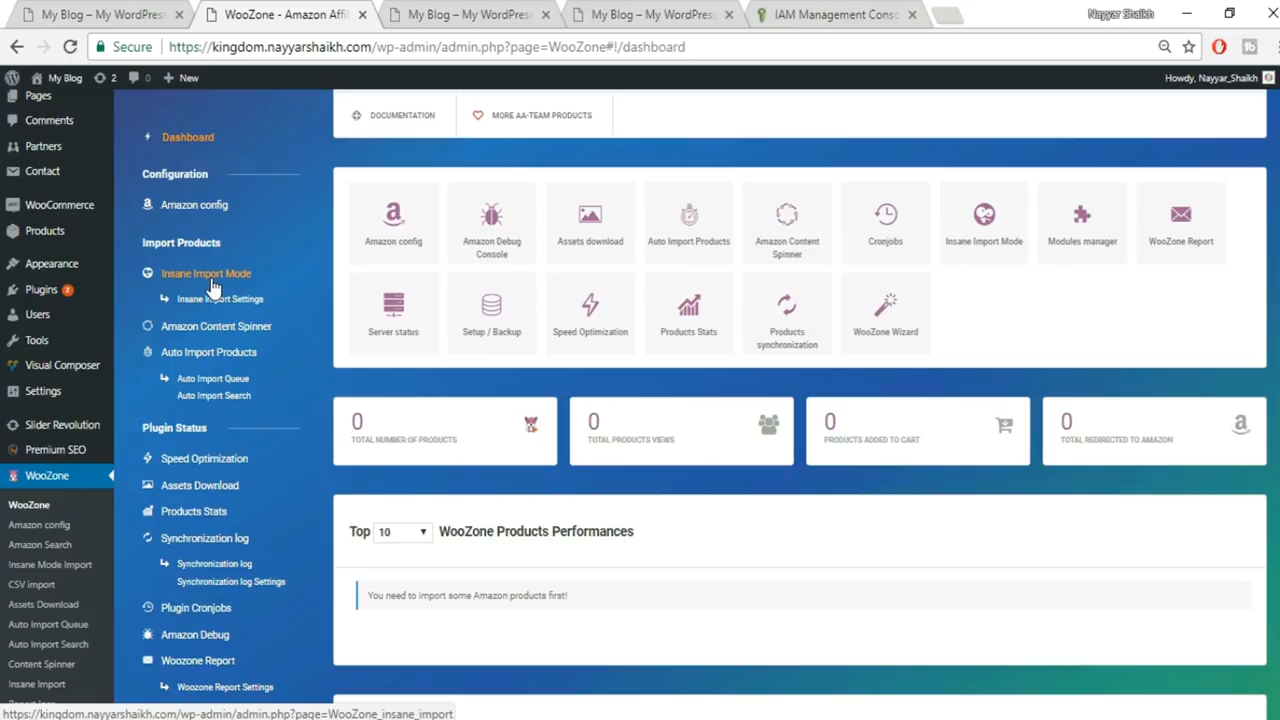 My Blog – My WordPres
WooZone - Amazon Affi
My Blog – My WordPres
My Blog – My WordPres
IAM Management Conso
Nayyar Shaikh
Secure
https://kingdom.nayyarshaikh.com/wp-admin/admin.php?page=WooZone#!/dashboard
My Blog
2
0
New
Howdy, Nayyar_Shaikh
Pages
Comments
Partners
Contact
WooCommerce
Products
Appearance
Plugins 2
Users
Tools
Visual Composer
Settings
Slider Revolution
Premium SEO
WooZone
WooZone
Amazon config
Amazon Search
Insane Mode Import
CSV import
Assets Download
Auto Import Queue
Auto Import Search
Content Spinner
Insane Import
Dashboard
Configuration
Amazon config
Import Products
Insane Import Mode
Insane Import Settings
Amazon Content Spinner
Auto Import Products
Auto Import Queue
Auto Import Search
Plugin Status
Speed Optimization
Assets Download
Products Stats
Synchronization log
Synchronization log
Synchronization log Settings
Plugin Cronjobs
Amazon Debug
Woozone Report
Woozone Report Settings
DOCUMENTATION
MORE AA-TEAM PRODUCTS
Amazon config
Amazon Debug
Console
Assets download
Auto Import Products
Amazon Content
Spinner
Cronjobs
Insane Import Mode
Modules manager
WooZone Report
Server status
Setup / Backup
Speed Optimization
Products Stats
Products
synchronization
WooZone Wizard
0
TOTAL NUMBER OF PRODUCTS
0
TOTAL PRODUCTS VIEWS
0
PRODUCTS ADDED TO CART
0
TOTAL REDIRECTED TO AMAZON
Top 10 WooZone Products Performances
You need to import some Amazon products first!
https://kingdom.nayyarshaikh.com/wp-admin/admin.php?page=WooZone_insane_import